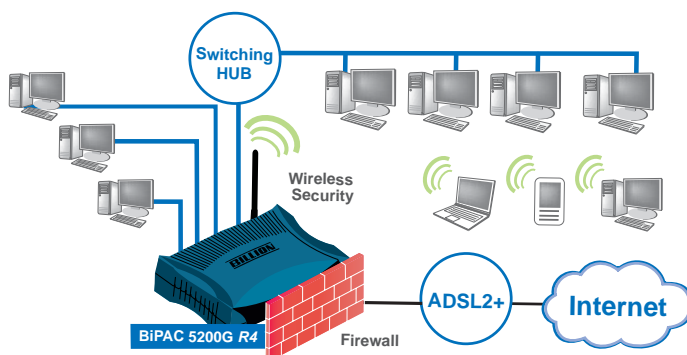 Switching
HUB
Wireless
Security
BILLION
ADSL2+
Internet
BiPAC 5200G R4
Firewall